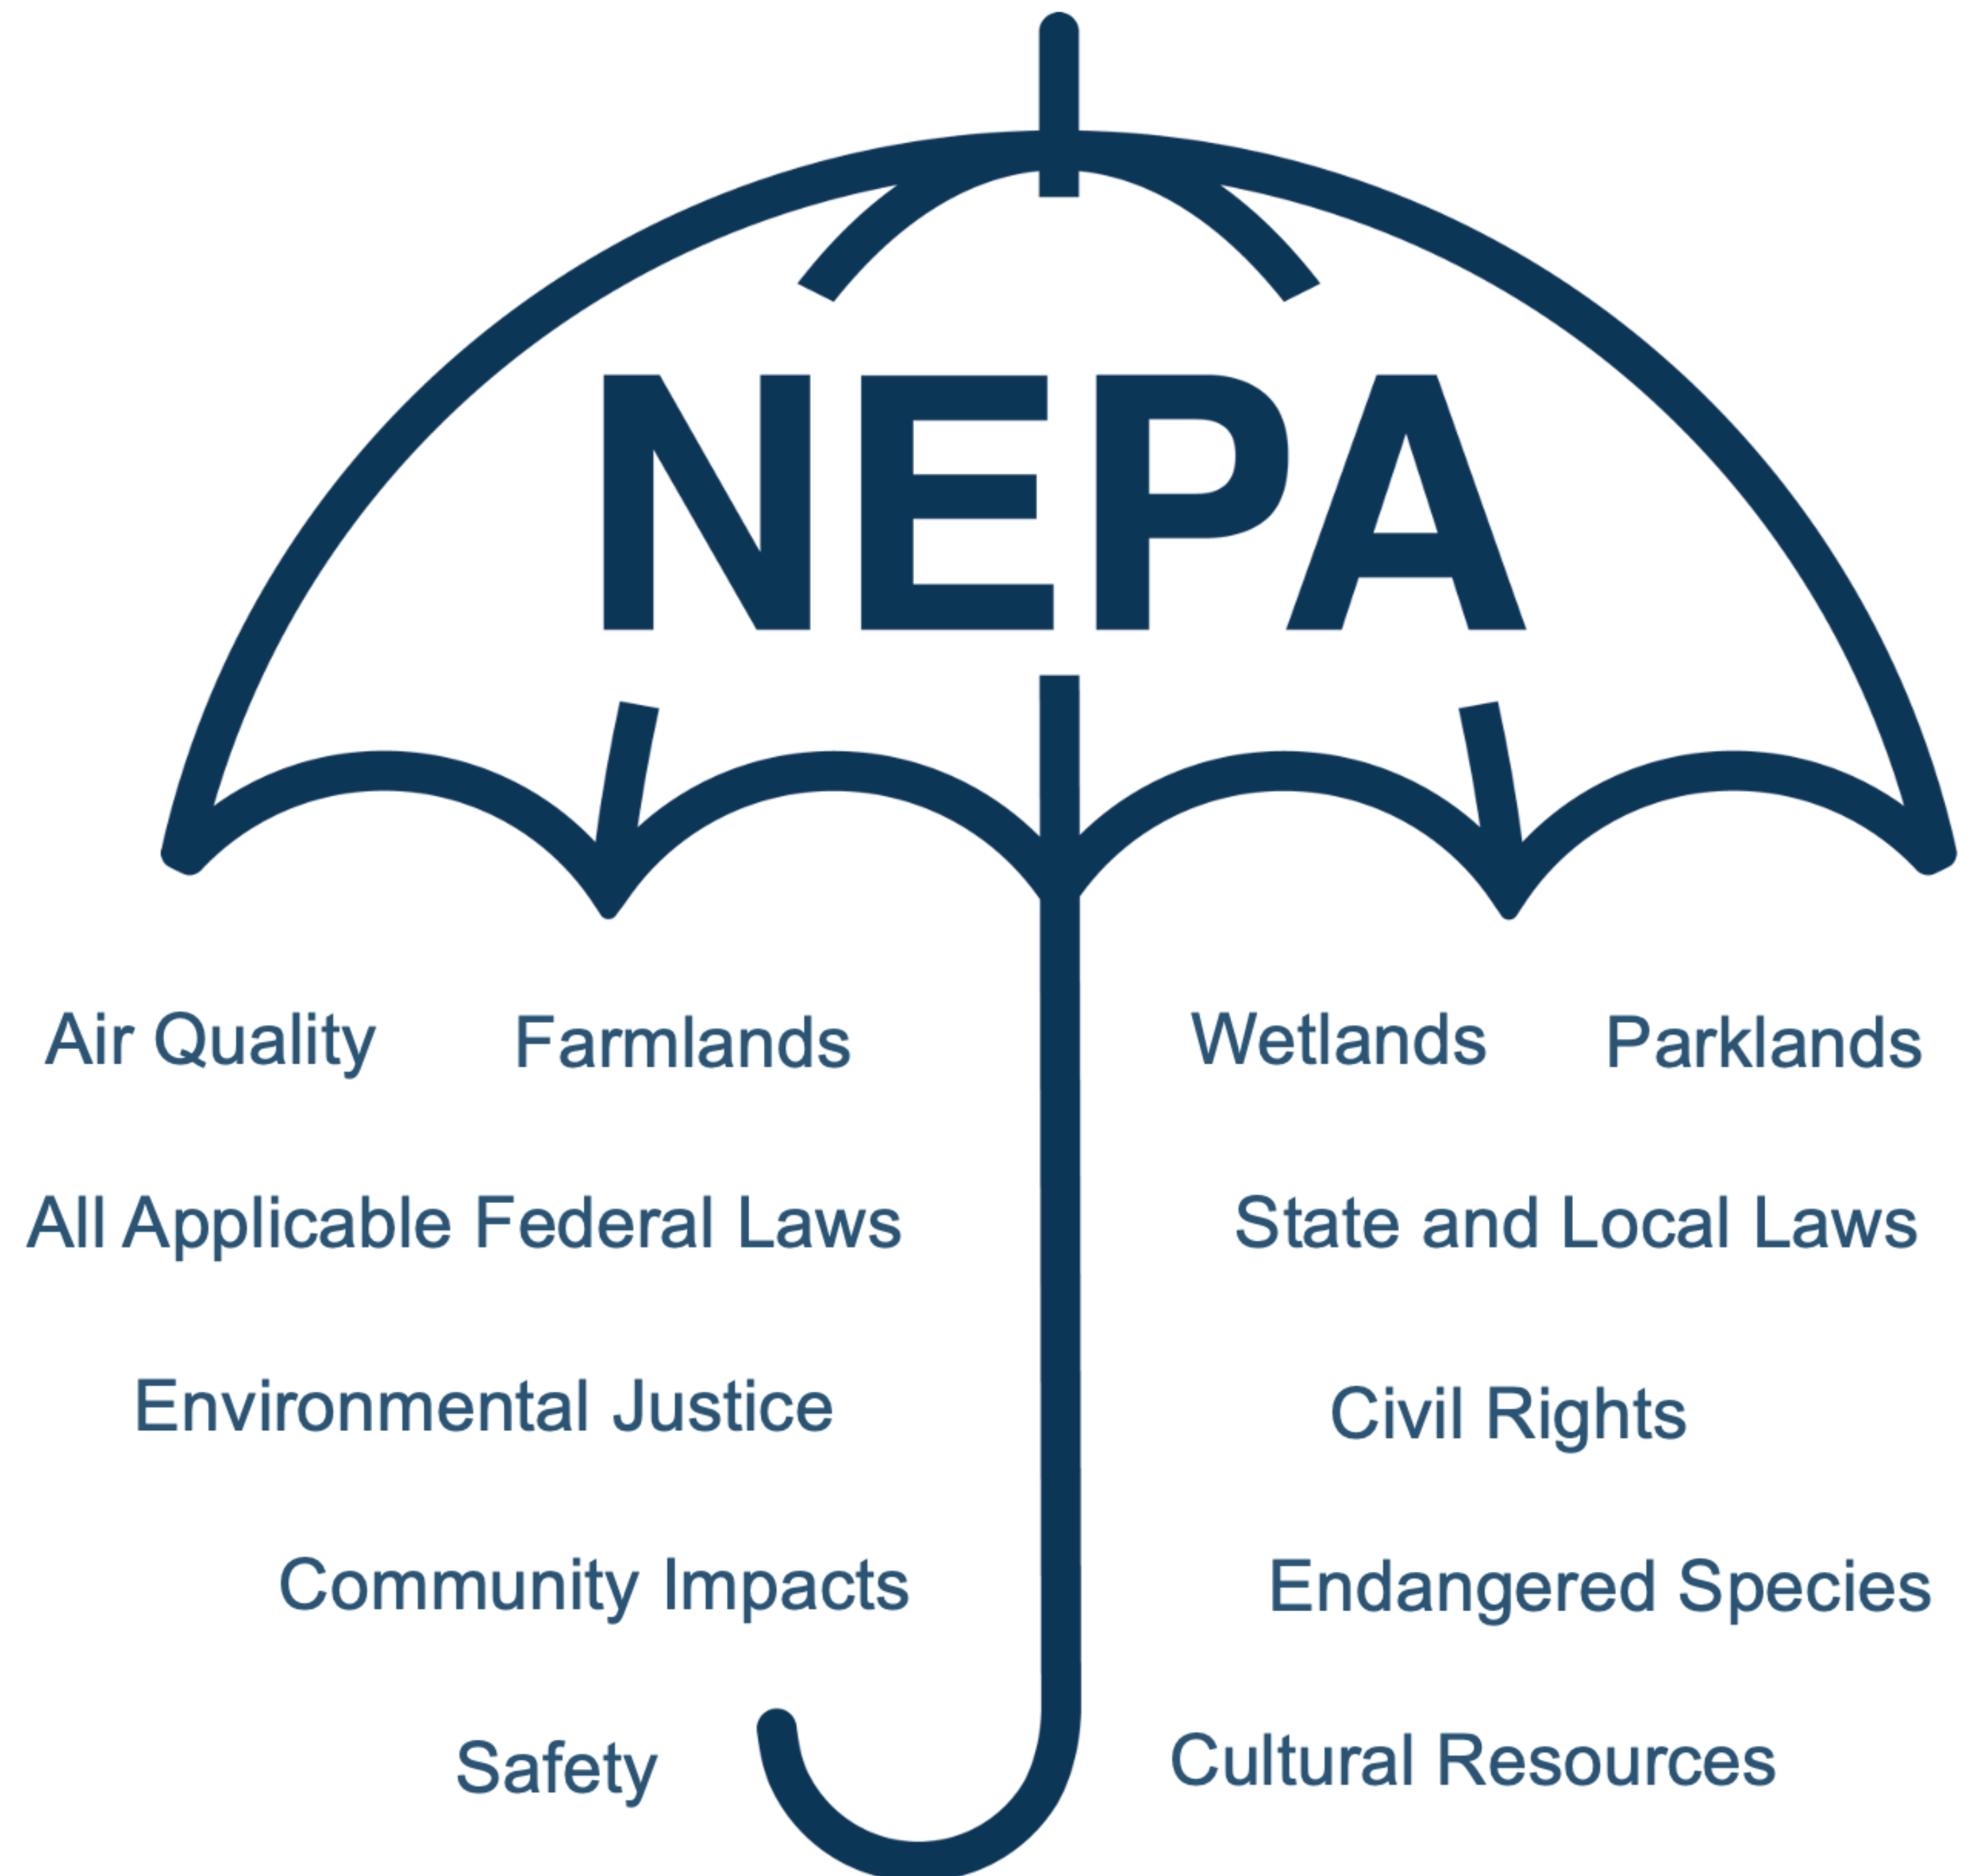 NEPA
Air Quality Farmlands Wetlands Parklands
All Applicable Federal Laws State and Local Laws
Environmental Justice Civil Rights
Community Impacts Endangered Species
Safety Cultural Resources